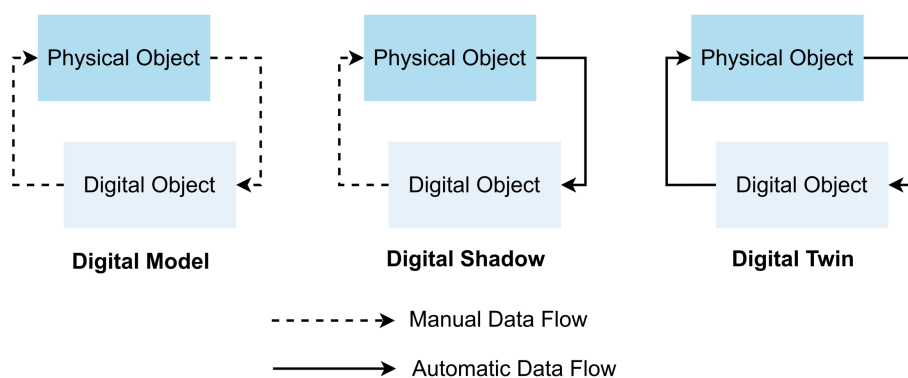 Physical Object
Physical Object
Physical Object
Digital Object
Digital Object
Digital Object
Digital Model
Digital Shadow
Digital Twin
Manual Data Flow
Automatic Data Flow